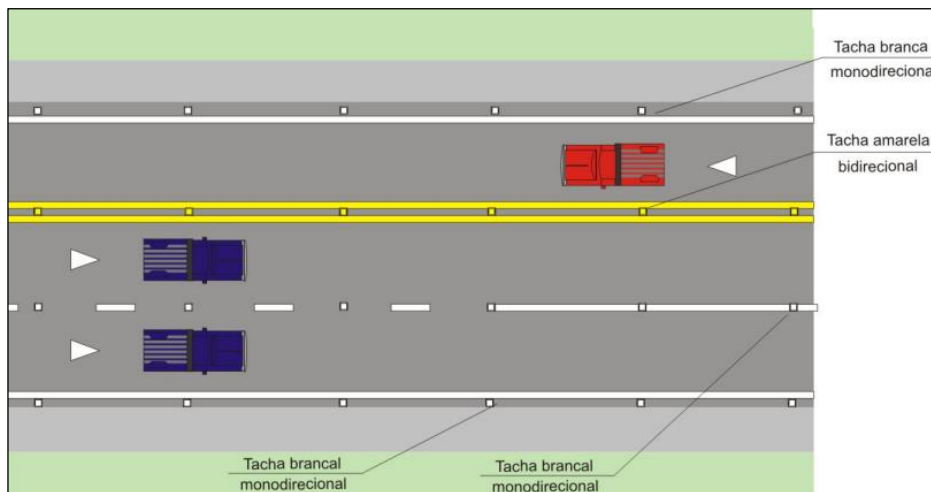 Tacha branca
monodireciona
Tacha amarela
bidirecional
Tacha brancal
monodirecional
Tacha brancal
monodirecional